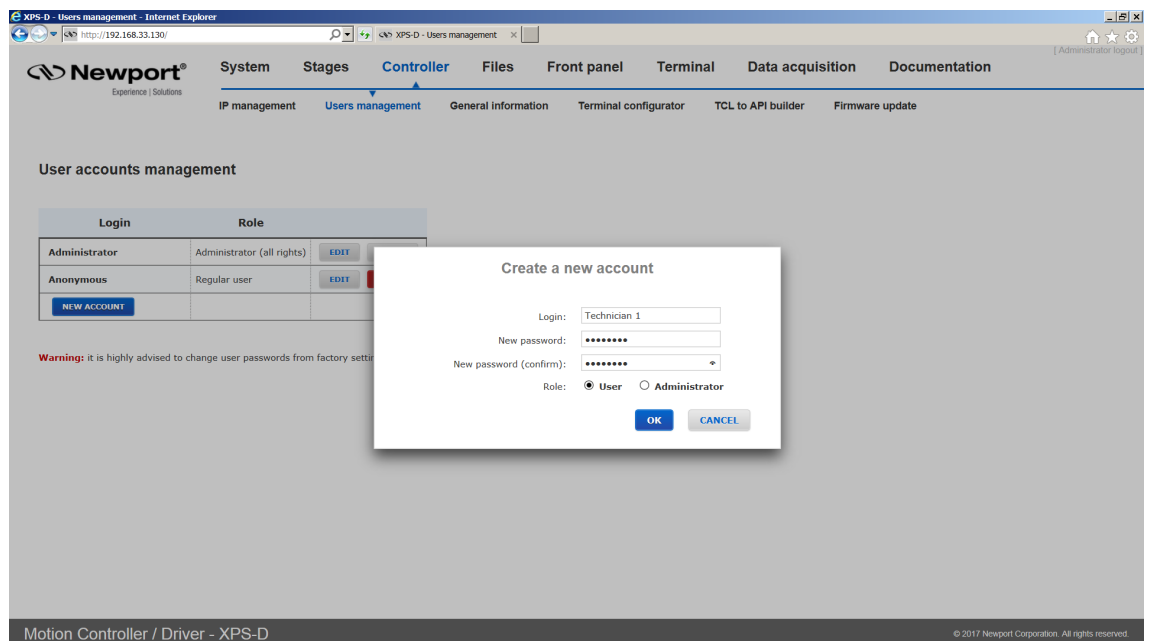 XPS-D - Users management - Internet Explorer
http://192.168.33.130/
XPS-D - Users management
[ Administrator logout ]
Newport®
Experience | Solutions
System Stages Controller Files Front panel Terminal Data acquisition Documentation
IP management Users management General information Terminal configurator TCL to API builder Firmware update
User accounts management
Login Role
Administrator Administrator (all rights) EDIT
Anonymous Regular user EDIT
NEW ACCOUNT
Warning: it is highly advised to change user passwords from factory
Create a new account
Login: Technician 1
New password: ••••••••
New password (confirm): ••••••••
Role: User Administrator
OK CANCEL
Motion Controller / Driver - XPS-D
© 2017 Newport Corporation. All rights reserved.